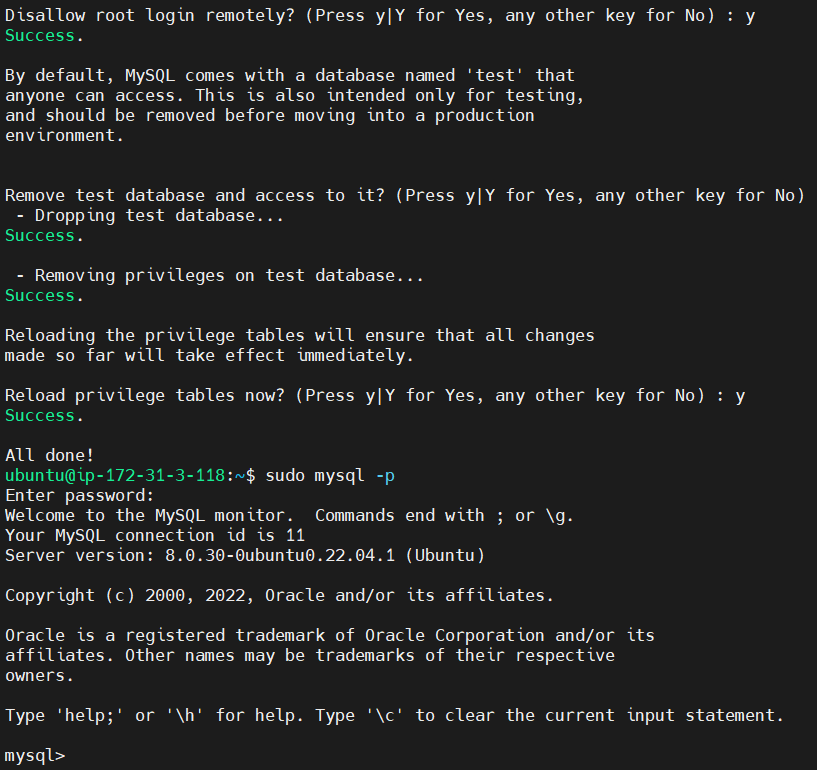 Disallow root login remotely? (Press y|Y for Yes, any other key for No) : y
Success.
By default, MySQL comes with a database named 'test' that
anyone can access. This is also intended only for testing,
and should be removed before moving into a production
environment.
Remove test database and access to it? (Press y|Y for Yes, any other key for No)
 - Dropping test database...
Success.
 - Removing privileges on test database...
Success.
Reloading the privilege tables will ensure that all changes
made so far will take effect immediately.
Reload privilege tables now? (Press y|Y for Yes, any other key for No) : y
Success.
All done!
ubuntu@ip-172-31-3-118:~$ sudo mysql -p
Enter password:
Welcome to the MySQL monitor.  Commands end with ; or \g.
Your MySQL connection id is 11
Server version: 8.0.30-0ubuntu0.22.04.1 (Ubuntu)
Copyright (c) 2000, 2022, Oracle and/or its affiliates.
Oracle is a registered trademark of Oracle Corporation and/or its
affiliates. Other names may be trademarks of their respective
owners.
Type 'help;' or '\h' for help. Type '\c' to clear the current input statement.
mysql>